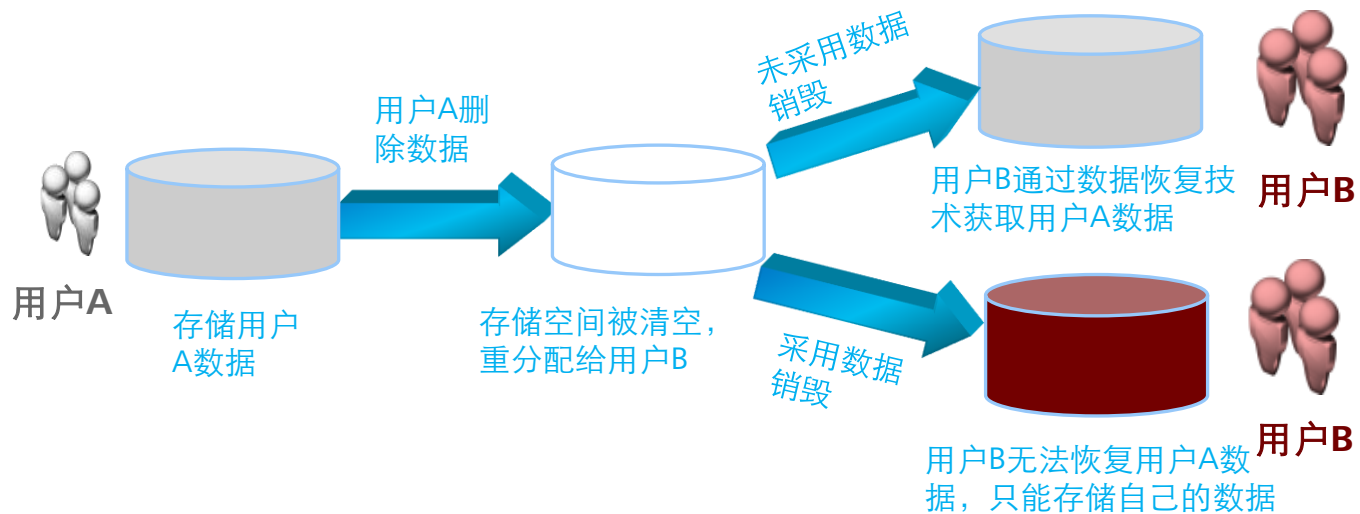 用户A
存储用户
A数据
用户A删
除数据
存储空间被清空，
重分配给用户B
未采用数据
销毁
用户B通过数据恢复技
术获取用户A数据
用户B
采用数据
销毁
用户B无法恢复用户A数
据，只能存储自己的数据
用户B